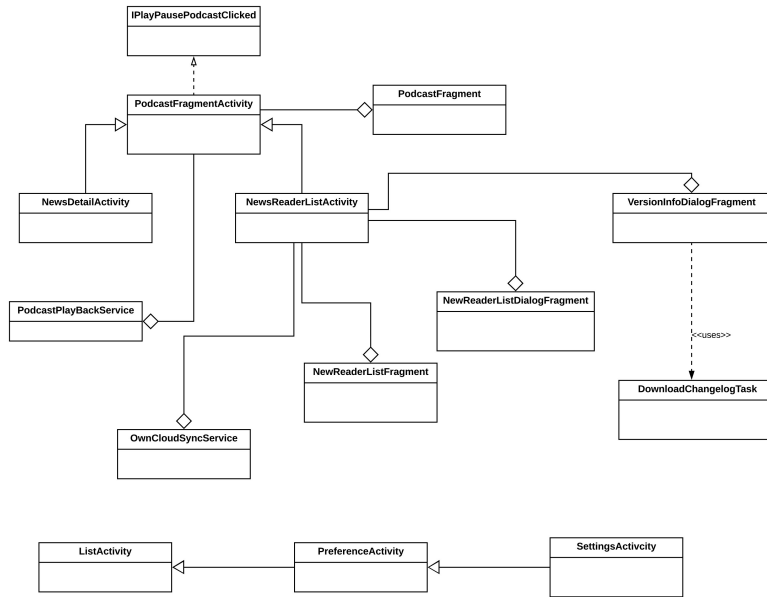 IPlayPausePodcastClicked
PodcastFragmentActivity
PodcastFragment
NewsDetailActivity
NewsReaderListActivity
VersionInfoDialogFragment
PodcastPlayBackService
NewReaderListDialogFragment
<<uses>>
NewReaderListFragment
DownloadChangelogTask
OwnCloudSyncService
ListActivity
PreferenceActivity
SettingsActivcity